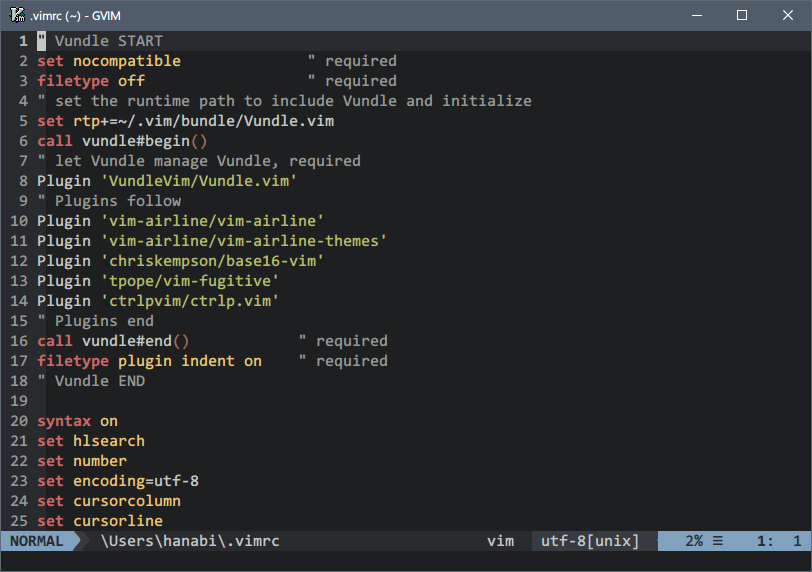 .vimrc (~) - GVIM
1 " Vundle START
2 set nocompatible " required
3 filetype off " required
4 " set the runtime path to include Vundle and initialize
5 set rtp+=~/.vim/bundle/Vundle.vim
6 call vundle#begin()
7 " let Vundle manage Vundle, required
8 Plugin 'VundleVim/Vundle.vim'
9 " Plugins follow
10 Plugin 'vim-airline/vim-airline'
11 Plugin 'vim-airline/vim-airline-themes'
12 Plugin 'chriskempson/base16-vim'
13 Plugin 'tpope/vim-fugitive'
14 Plugin 'ctrlpvim/ctrlp.vim'
15 " Plugins end
16 call vundle#end() " required
17 filetype plugin indent on " required
18 " Vundle END
19
20 syntax on
21 set hlsearch
22 set number
23 set encoding=utf-8
24 set cursorcolumn
25 set cursorline
NORMAL \Users\hanabi\.vimrc vim utf-8[unix] 2% ☰ 1: 1